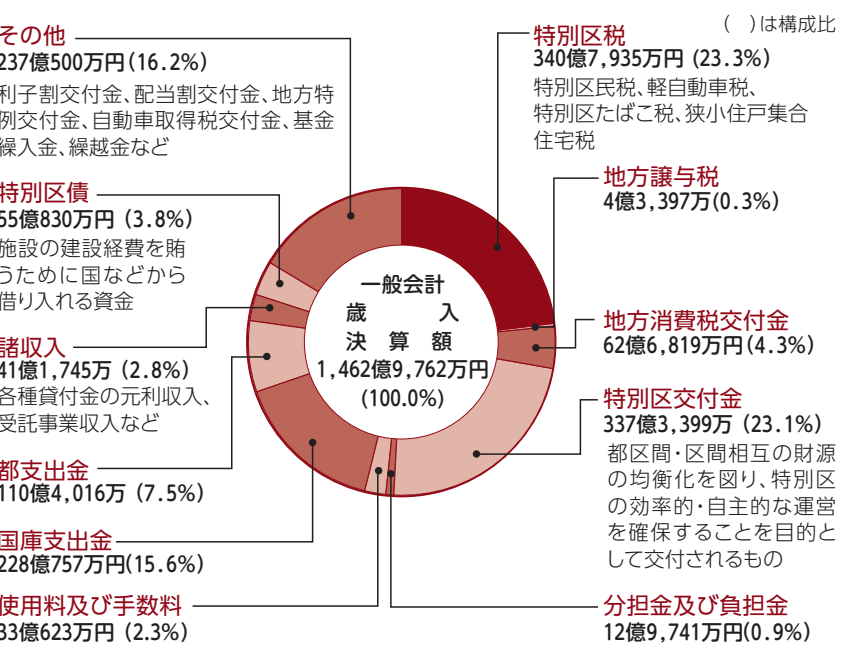 ( )は構成比
特別区税
340億7,935万円 (23.3%)
特別区民税、軽自動車税、
特別区たばこ税、狭小住戸集合
住宅税
地方譲与税
4億3,397万(0.3%)
地方消費税交付金
62億6,819万円(4.3%)
特別区交付金
337億3,399万 (23.1%)
都区間・区間相互の財源
の均衡化を図り、特別区
の効率的・自主的な運営
を確保することを目的と
して交付されるもの
分担金及び負担金
12億9,741万円(0.9%)
その他
237億500万円(16.2%)
利子割交付金、配当割交付金、地方特
例交付金、自動車取得税交付金、基金
繰入金、繰越金など
特別区債
55億830万円 (3.8%)
施設の建設経費を賄
うために国などから
借り入れる資金
諸収入
41億1,745万 (2.8%)
各種貸付金の元利収入、
受託事業収入など
都支出金
110億4,016万 (7.5%)
国庫支出金
228億757万円(15.6%)
使用料及び手数料
33億623万円 (2.3%)
一般会計
歳 入
決 算 額
1,462億9,762万円
(100.0%)